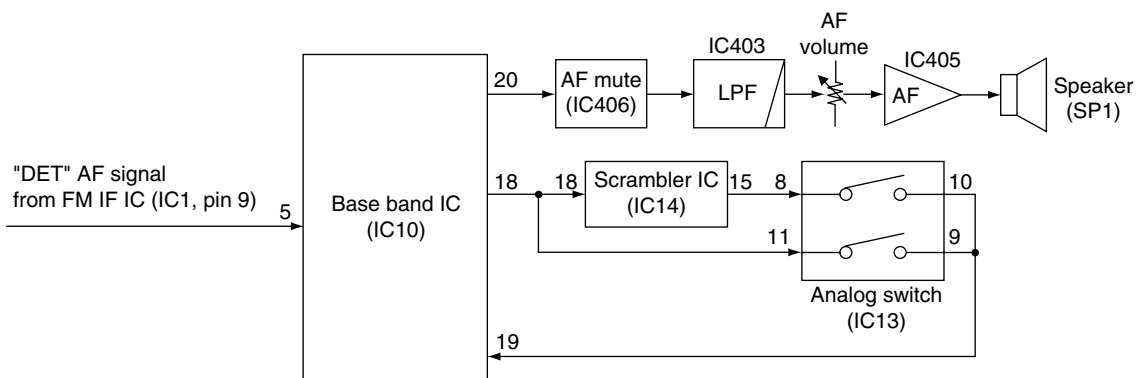 AF
volume
IC403
IC405
20
AF mute
(IC406)
LPF
AF
Speaker
(SP1)
"DET" AF signal
from FM IF IC (IC1, pin 9)
5
Base band IC
(IC10)
18
18
Scrambler IC
(IC14)
15
8
10
11
9
Analog switch
(IC13)
19